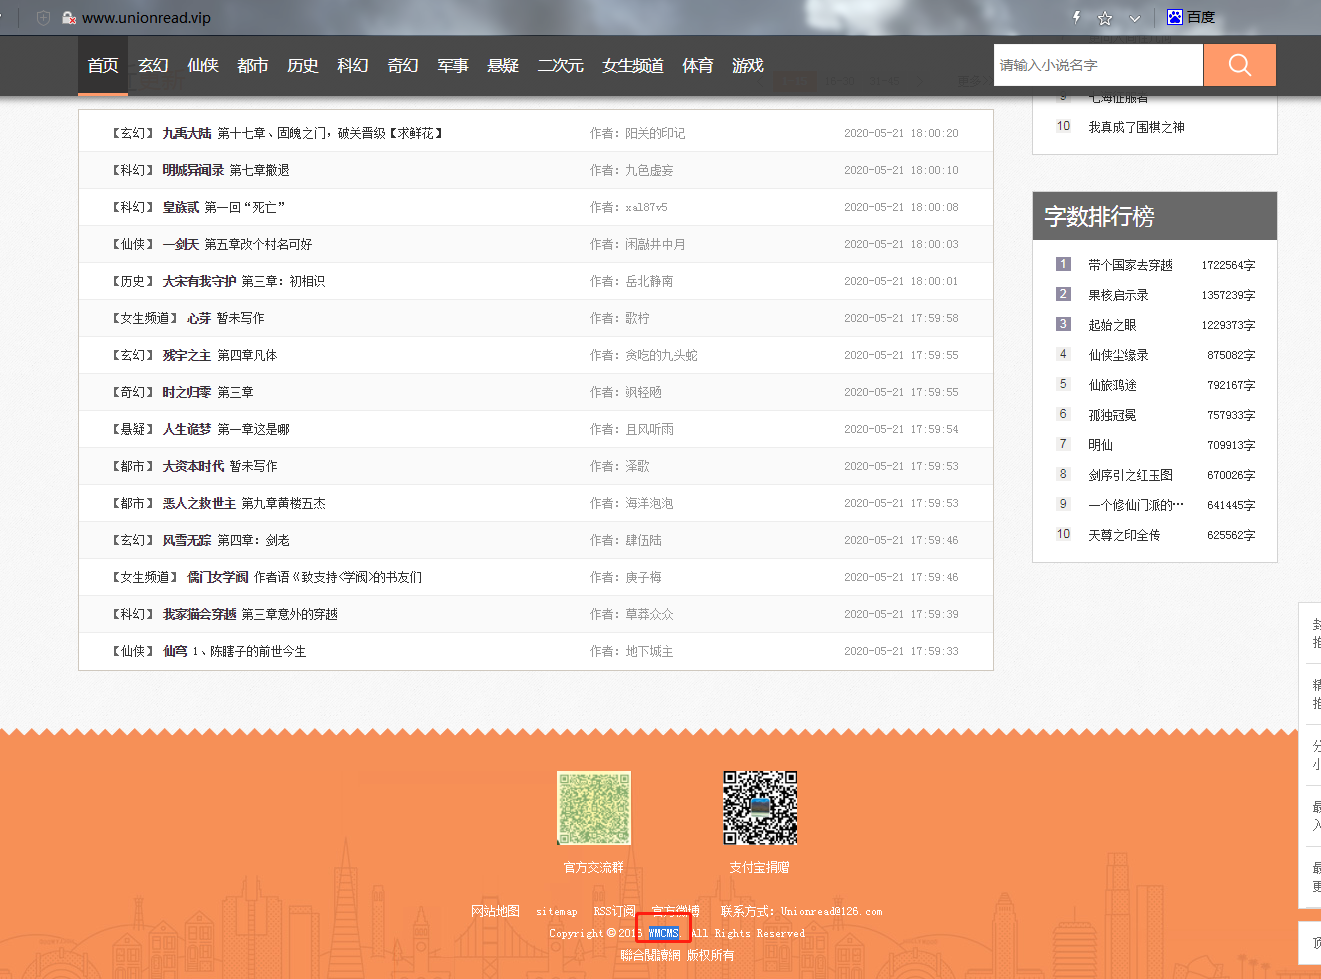 www.unionread.vip 百度
首页 玄幻 仙侠 都市 历史 科幻 奇幻 军事 悬疑 二次元 女生频道 体育 游戏 请输入小说名字
【玄幻】 九禹大陆 第十七章、固魄之门，破关晋级【求鲜花】 作者：阳关的印记 2020-05-21 18:00:20
【科幻】 明城异闻录 第七章撤退 作者：九色虚妄 2020-05-21 18:00:10
【科幻】 皇族贰 第一回“死亡” 作者：xal87v5 2020-05-21 18:00:08
【仙侠】 一剑天 第五章改个村名可好 作者：闲敲井中月 2020-05-21 18:00:03
【历史】 大宋有我守护 第三章：初相识 作者：岳北静南 2020-05-21 18:00:01
【女生频道】 心芽 暂未写作 作者：歌柠 2020-05-21 17:59:58
【玄幻】 残宇之主 第四章凡体 作者：贪吃的九头蛇 2020-05-21 17:59:55
【奇幻】 时之归零 第三章 作者：飒轻飏 2020-05-21 17:59:55
【悬疑】 人生诡梦 第一章这是哪 作者：且风听雨 2020-05-21 17:59:54
【都市】 大资本时代 暂未写作 作者：泽歌 2020-05-21 17:59:53
【都市】 恶人之救世主 第九章黄楼五杰 作者：海洋泡泡 2020-05-21 17:59:53
【玄幻】 风雪无踪 第四章：剑老 作者：肆伍陆 2020-05-21 17:59:46
【女生频道】 儒门女学阀 作者语《致支持<学阀>的书友们 作者：庚子梅 2020-05-21 17:59:46
【科幻】 我家猫会穿越 第三章意外的穿越 作者：草莽众众 2020-05-21 17:59:39
【仙侠】 仙穹 1、陈瞎子的前世今生 作者：地下城主 2020-05-21 17:59:33
9 七海征服者
10 我真成了围棋之神
字数排行榜
1 带个国家去穿越 1722564字
2 果核启示录 1357239字
3 起始之眼 1229373字
4 仙侠尘缘录 875082字
5 仙旅鸿途 792167字
6 孤独冠冕 757933字
7 明仙 709913字
8 剑序引之红玉图 670026字
9 一个修仙门派的… 641445字
10 天尊之印全传 625562字
推
精
推
分
小
最
入
最
更
顶
官方交流群 支付宝捐赠
网站地图 sitemap RSS订阅 官方微博 联系方式：Unionread@126.com
Copyright © 2016 WMCMS. All Rights Reserved
聯合閱讀網 版权所有